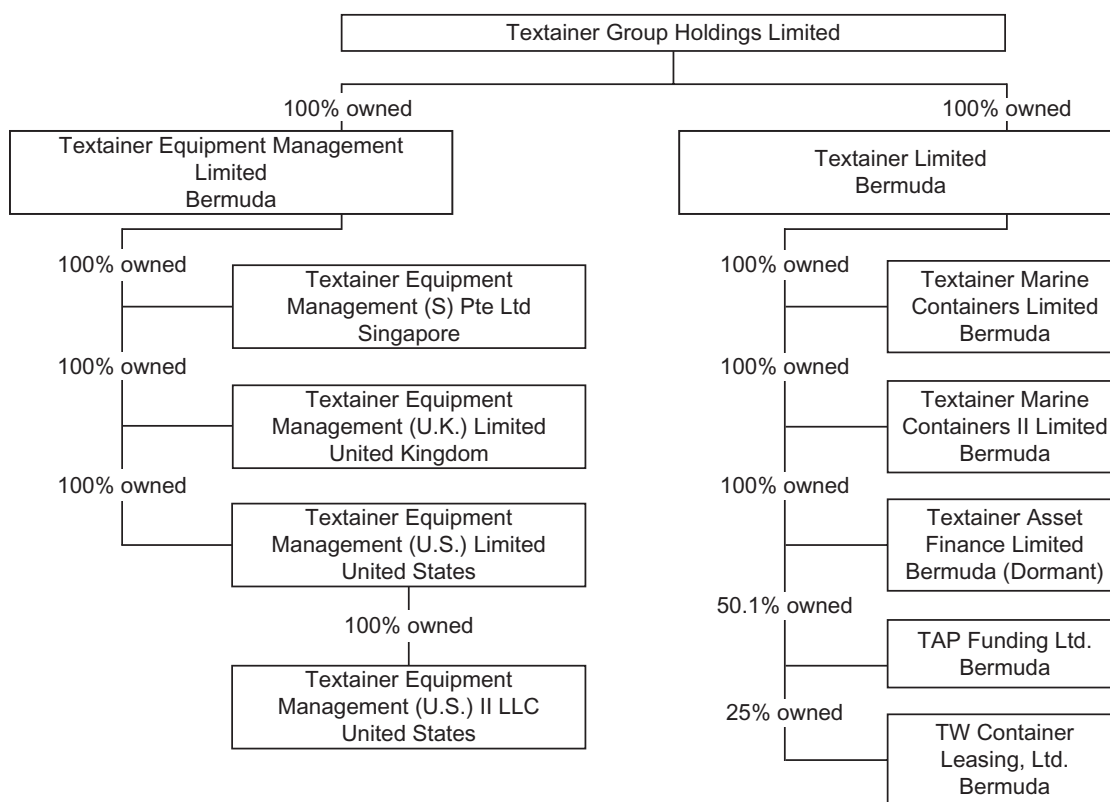 Textainer Group Holdings Limited
100% owned
100% owned
Textainer Equipment Management
Limited
Bermuda
Textainer Limited
Bermuda
100% owned
Textainer Equipment
Management (S) Pte Ltd
Singapore
100% owned
Textainer Equipment
Management (U.K.) Limited
United Kingdom
100% owned
Textainer Equipment
Management (U.S.) Limited
United States
100% owned
Textainer Equipment
Management (U.S.) II LLC
United States
100% owned
Textainer Marine
Containers Limited
Bermuda
100% owned
Textainer Marine
Containers II Limited
Bermuda
100% owned
Textainer Asset
Finance Limited
Bermuda (Dormant)
50.1% owned
TAP Funding Ltd.
Bermuda
25% owned
TW Container
Leasing, Ltd.
Bermuda